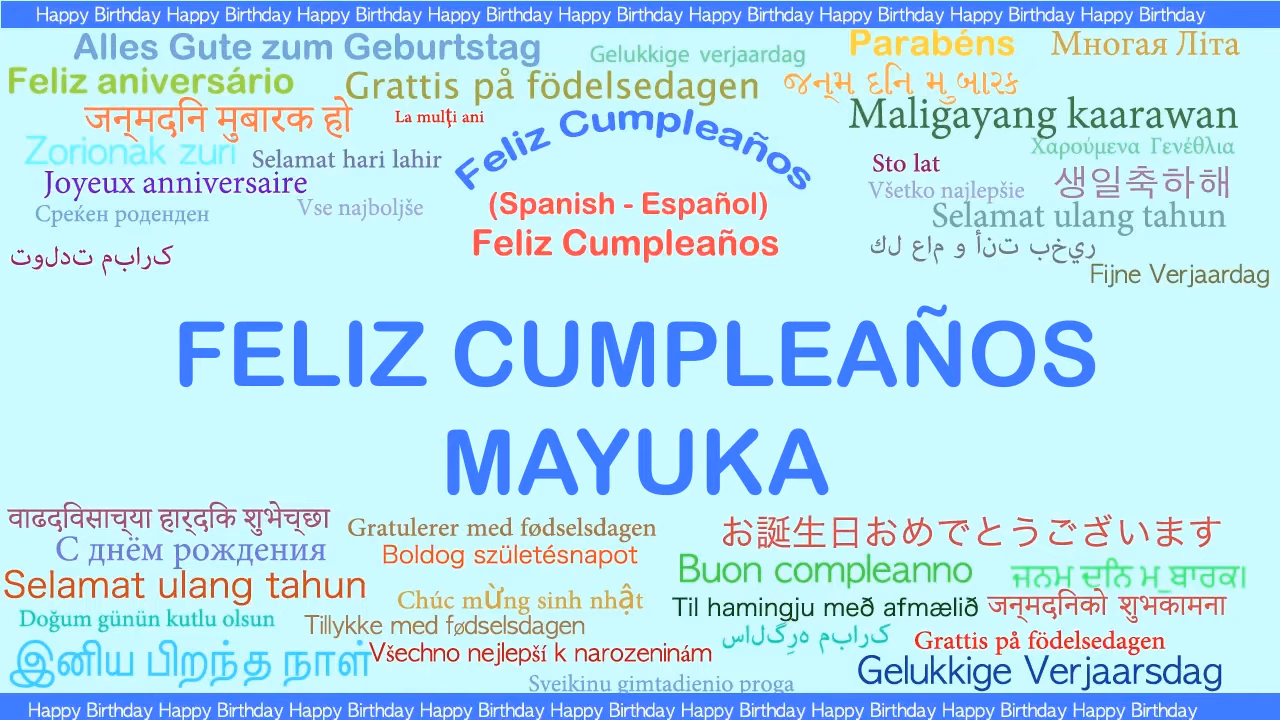 Happy Birthday Happy Birthday Happy Birthday Happy Birthday Happy Birthday Happy Birthday Happy Birthday Happy Birthday Happy Birthday
Alles Gute zum Geburtstag
Gelukkige verjaardag
Parabéns
Многая Літа
Feliz aniversário
Grattis på födelsedagen
જન્મ દિન મુબારક
जन्मदिन मुबारक हो
La mulţi ani
Feliz Cumpleaños
Maligayang kaarawan
Zorionak zuri
Selamat hari lahir
Χαρούμενα Γενέθλια
Sto lat
Joyeux anniversaire
(Spanish - Español)
Všetko najlepšie
생일축하해
Среќен роденден
Vse najboljše
Selamat ulang tahun
Feliz Cumpleaños
تولدت مبارک
كل عام و أنت بخير
Fijne Verjaardag
FELIZ CUMPLEAÑOS
MAYUKA
वाढदिवसाच्या हार्दिक शुभेच्छा
Gratulerer med fødselsdagen
お誕生日おめでとうございます
С днём рождения
Boldog születésnapot
Buon compleanno
ਜਨਮ ਦਿਨ ਮੁਬਾਰਕ।
Selamat ulang tahun
Chúc mừng sinh nhật
Til hamingju með afmælið
जन्मदिनको शुभकामना
Doğum günün kutlu olsun
Tillykke med fødselsdagen
سالگرہ مبارک
Grattis på födelsedagen
இனிய பிறந்த நாள்
Všechno nejlepší k narozeninám
Gelukkige Verjaarsdag
Sveikinu gimtadienio proga
Happy Birthday Happy Birthday Happy Birthday Happy Birthday Happy Birthday Happy Birthday Happy Birthday Happy Birthday Happy Birthday